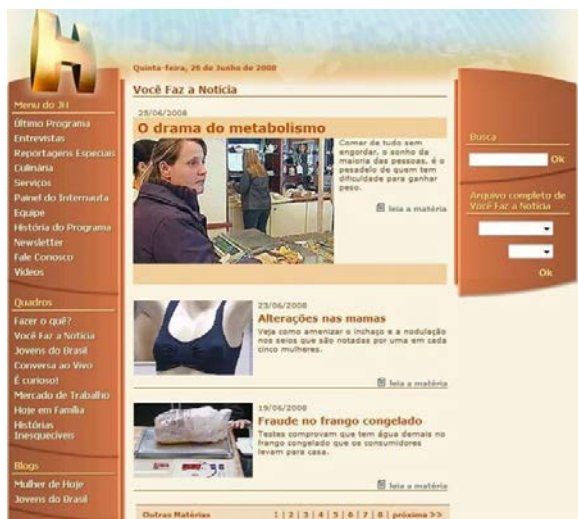 JORNAL HOJE
H
Quinta-feira, 26 de Junho de 2008
Você Faz a Notícia
Menu do JH
Último Programa
Entrevistas
Reportagens Especiais
Culinária
Serviços
Painel do Internauta
Equipe
História do Programa
Newsletter
Fale Conosco
Vídeos
Quadros
Fazer o quê?
Você Faz a Notícia
Jovens do Brasil
Conversa ao Vivo
É curioso!
Mercado de Trabalho
Hoje em Família
Histórias
Inesquecíveis
Blogs
Mulher de Hoje
Jovens do Brasil
25/06/2008
O drama do metabolismo
Comer de tudo sem
engordar, o sonho da
maioria das pessoas, é o
pesadelo de quem tem
dificuldade para ganhar
peso.
leia a matéria
23/06/2008
Alterações nas mamas
Veja como amenizar o inchaço e a nodulação
nos seios que são notadas por uma em cada
cinco mulheres.
leia a matéria
19/06/2008
Fraude no frango congelado
Testes comprovam que tem água demais no
frango congelado que os consumidores
levam para casa.
leia a matéria
Outras Matérias 1 | 2 | 3 | 4 | 5 | 6 | 7 | 8 | próxima >>
Busca
Ok
Arquivo completo de
Você Faz a Notícia
Ok